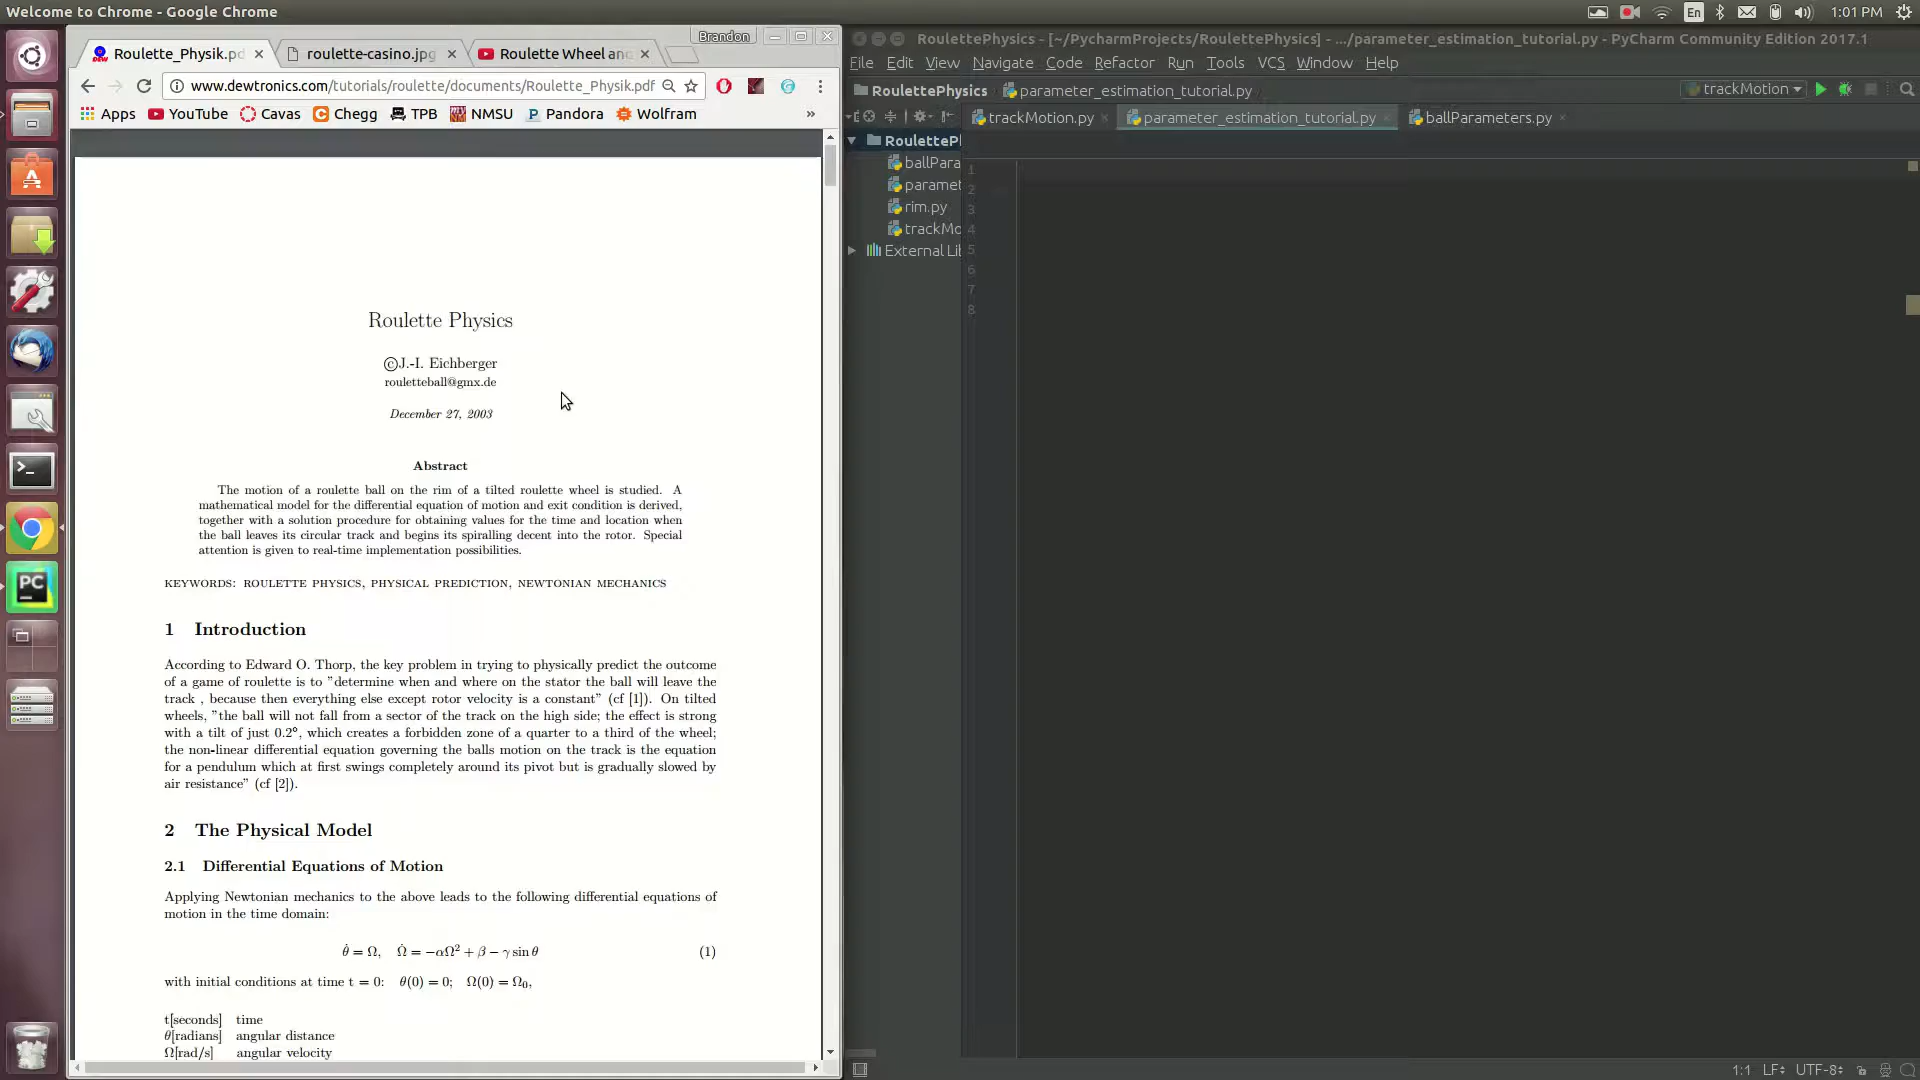 Welcome to Chrome - Google Chrome
En
1:01 PM
Brandon
Roulette_Physik.pd
roulette-casino.jpg
Roulette Wheel and
www.dewtronics.com/tutorials/roulette/documents/Roulette_Physik.pdf
Apps
YouTube
Cavas
Chegg
TPB
NMSU
Pandora
Wolfram
»
Roulette Physics
©J.-I. Eichberger
rouletteball@gmx.de
December 27, 2003
Abstract
The motion of a roulette ball on the rim of a tilted roulette wheel is studied. A
mathematical model for the differential equation of motion and exit condition is derived,
together with a solution procedure for obtaining values for the time and location when
the ball leaves its circular track and begins its spiralling decent into the rotor. Special
attention is given to real-time implementation possibilities.
KEYWORDS: ROULETTE PHYSICS, PHYSICAL PREDICTION, NEWTONIAN MECHANICS
1 Introduction
According to Edward O. Thorp, the key problem in trying to physically predict the outcome
of a game of roulette is to "determine when and where on the stator the ball will leave the
track , because then everything else except rotor velocity is a constant" (cf [1]). On tilted
wheels, "the ball will not fall from a sector of the track on the high side; the effect is strong
with a tilt of just 0.2°, which creates a forbidden zone of a quarter to a third of the wheel;
the non-linear differential equation governing the balls motion on the track is the equation
for a pendulum which at first swings completely around its pivot but is gradually slowed by
air resistance" (cf [2]).
2 The Physical Model
2.1 Differential Equations of Motion
Applying Newtonian mechanics to the above leads to the following differential equations of
motion in the time domain:
θ̇ = Ω, Ω̇ = −αΩ² + β − γ sin θ (1)
with initial conditions at time t = 0: θ(0) = 0; Ω(0) = Ω₀,
t[seconds] time
θ[radians] angular distance
Ω[rad/s] angular velocity
RoulettePhysics - [~/PycharmProjects/RoulettePhysics] - .../parameter_estimation_tutorial.py - PyCharm Community Edition 2017.1
File Edit View Navigate Code Refactor Run Tools VCS Window Help
RoulettePhysics
parameter_estimation_tutorial.py
trackMotion
trackMotion.py
parameter_estimation_tutorial.py
ballParameters.py
RouletteP
ballPara
paramet
rim.py
trackMo
External Lib
1
2
3
4
5
6
7
8
PC
1:1
LF
UTF-8